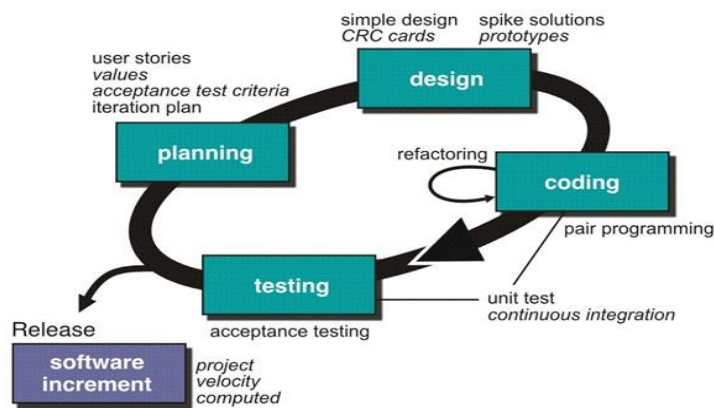 simple design
CRC cards
spike solutions
prototypes
design
user stories
values
acceptance test criteria
iteration plan
planning
refactoring
coding
pair programming
testing
unit test
continuous integration
acceptance testing
Release
software
increment
project
velocity
computed